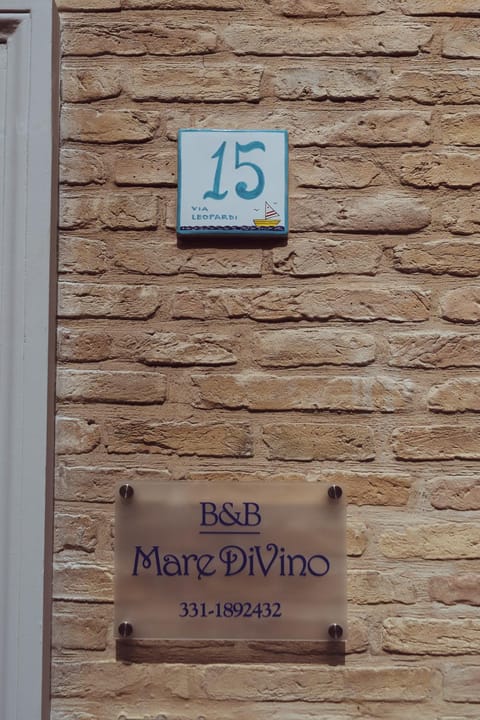 15
VIA
LEOPARDI
B&B
Mare DiVino
331-1892432